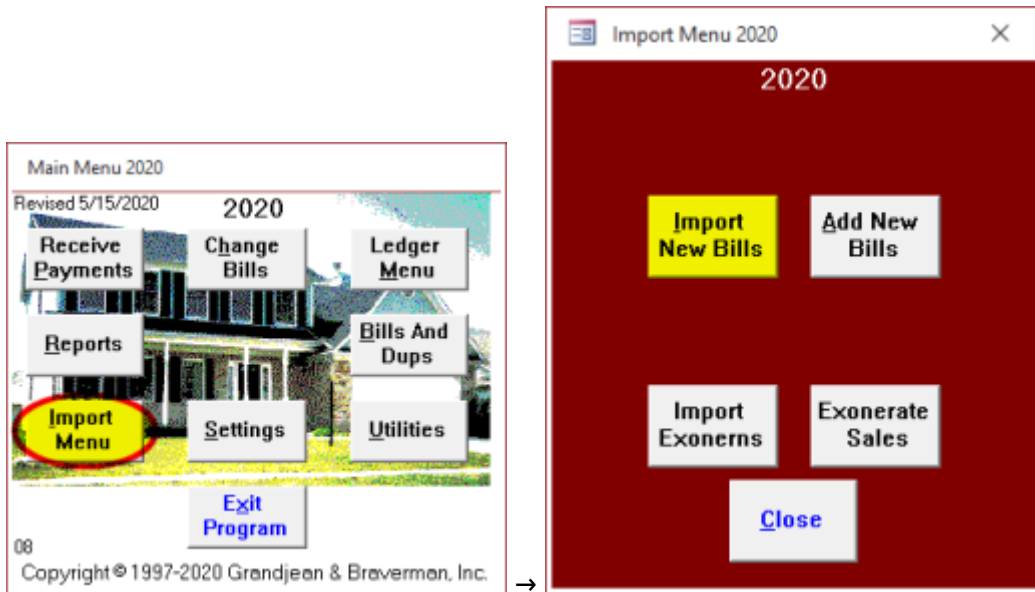 Main Menu 2020
Revised 5/15/2020
2020
Receive
Payments
Change
Bills
Ledger
Menu
Reports
Bills And
Dups
Import
Menu
Settings
Utilities
Exit
Program
08
Copyright © 1997-2020 Grandjean & Braverman, Inc.
→
Import Menu 2020
2020
Import
New Bills
Add New
Bills
Import
Exonerns
Exonerate
Sales
Close